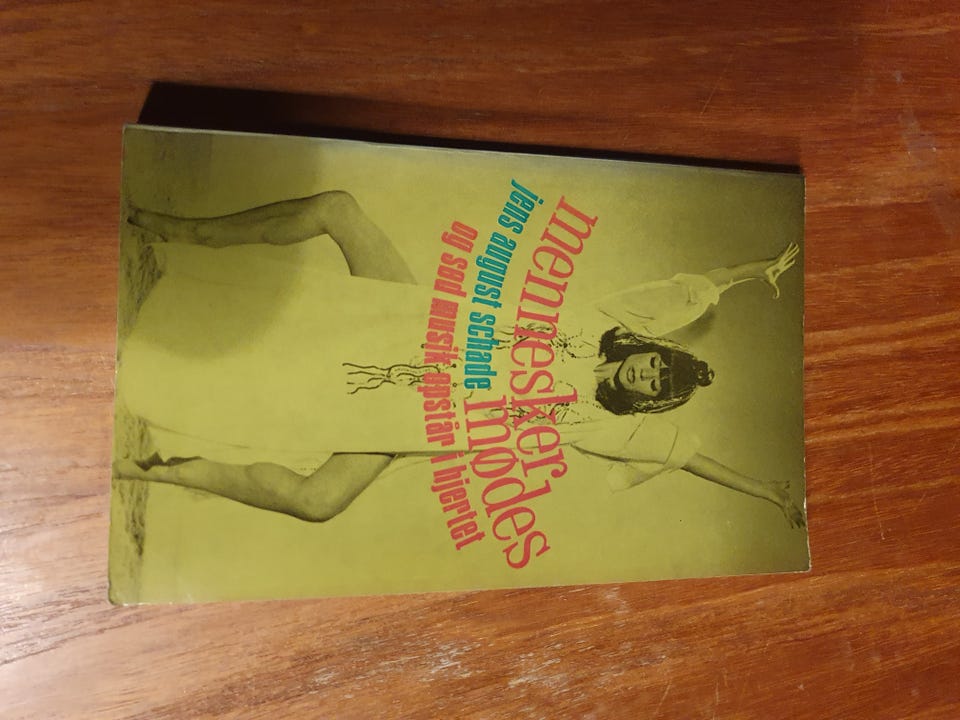 mennesker
mødes
jens august schade
og sød musik opstår i hjertet